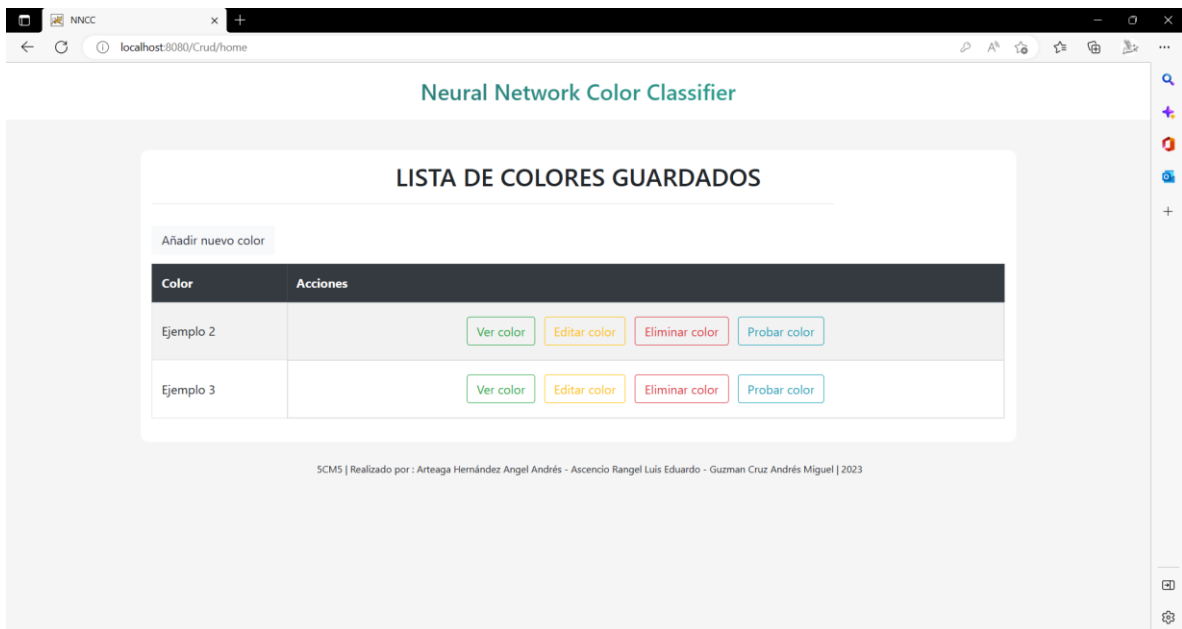 NNCC
localhost:8080/Crud/home
Neural Network Color Classifier
LISTA DE COLORES GUARDADOS
Añadir nuevo color
Color Acciones
Ejemplo 2 Ver color Editar color Eliminar color Probar color
Ejemplo 3 Ver color Editar color Eliminar color Probar color
5CM5 | Realizado por : Arteaga Hernández Angel Andrés - Ascencio Rangel Luis Eduardo - Guzman Cruz Andrés Miguel | 2023